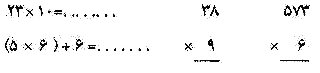 ۲۳×۱۰=........ ۳۸ ۵۷۳
(۵ × ۶ )+۶=....... × ۹ × ۶